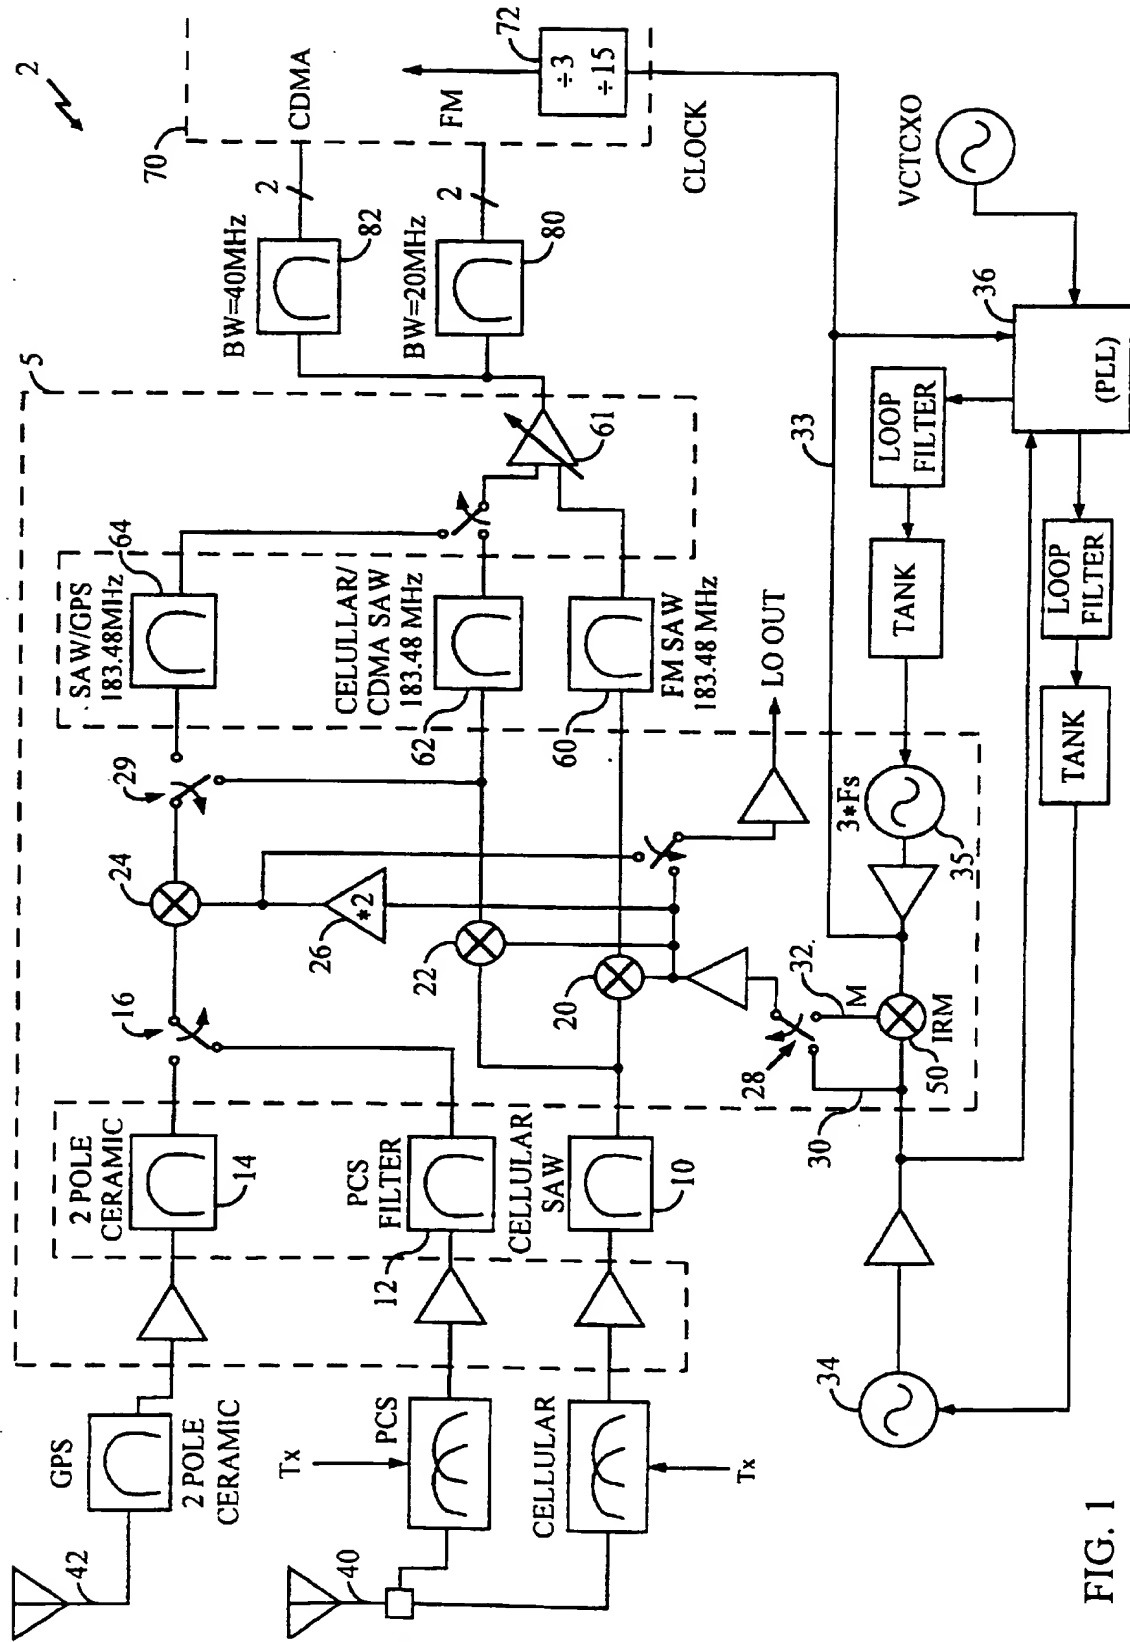 2
70
CDMA
FM
72
÷3
÷15
CLOCK
2
2
BW=40MHz
82
BW=20MHz
80
5
61
64
SAW/GPS
183.48MHz
CELULLAR/
CDMA SAW
183.48 MHz
62
60
FM SAW
183.48 MHz
LO OUT
29
24
26
*2
22
20
16
28
30
32
M
50
IRM
33
3*Fs
35
TANK
LOOP
FILTER
36
(PLL)
VCTCXO
LOOP
FILTER
TANK
34
2 POLE
CERAMIC
14
PCS
FILTER
12
CELLULAR
SAW
10
GPS
2 POLE
CERAMIC
42
Tx
PCS
40
CELLULAR
Tx
FIG. 1